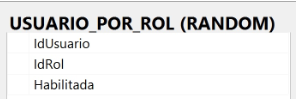 USUARIO_POR_ROL (RANDOM)
IdUsuario
IdRol
Habilitada